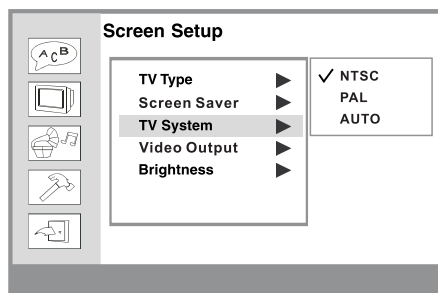 Screen Setup
A C B
TV Type
Screen Saver
TV System
Video Output
Brightness
✓ NTSC
PAL
AUTO